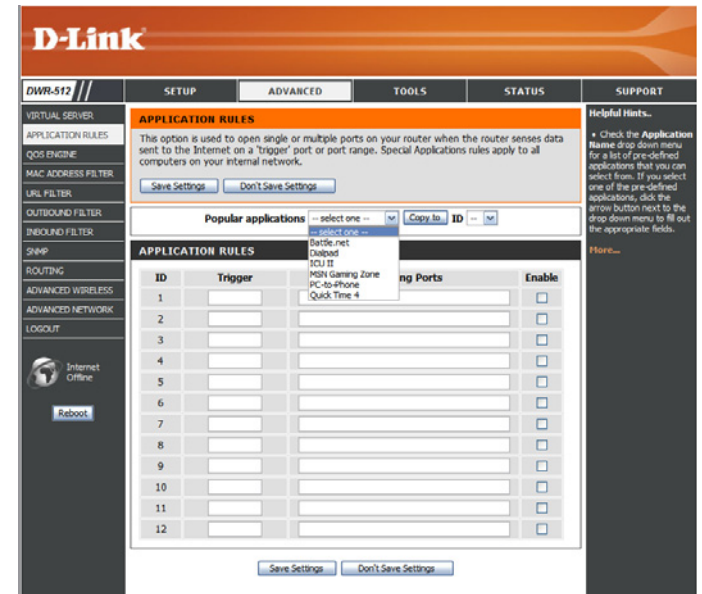 D-Link
DWR-512
SETUP
ADVANCED
TOOLS
STATUS
SUPPORT
VIRTUAL SERVER
APPLICATION RULES
QOS ENGINE
MAC ADDRESS FILTER
URL FILTER
OUTBOUND FILTER
INBOUND FILTER
SNMP
ROUTING
ADVANCED WIRELESS
ADVANCED NETWORK
LOGOUT
Internet
Offline
Reboot
APPLICATION RULES
This option is used to open single or multiple ports on your router when the router senses data
sent to the Internet on a 'trigger' port or port range. Special Applications rules apply to all
computers on your internal network.
Save Settings Don't Save Settings
Popular applications -- select one -- Copy to ID --
-- select one --
Battle.net
Dialpad
ICU II
MSN Gaming Zone
PC-to-Phone
Quick Time 4
APPLICATION RULES
ID Trigger ng Ports Enable
1
2
3
4
5
6
7
8
9
10
11
12
Save Settings Don't Save Settings
Helpful Hints..
• Check the Application
Name drop down menu
for a list of pre-defined
applications that you can
select from. If you select
one of the pre-defined
applications, click the
arrow button next to the
drop down menu to fill out
the appropriate fields.
More...